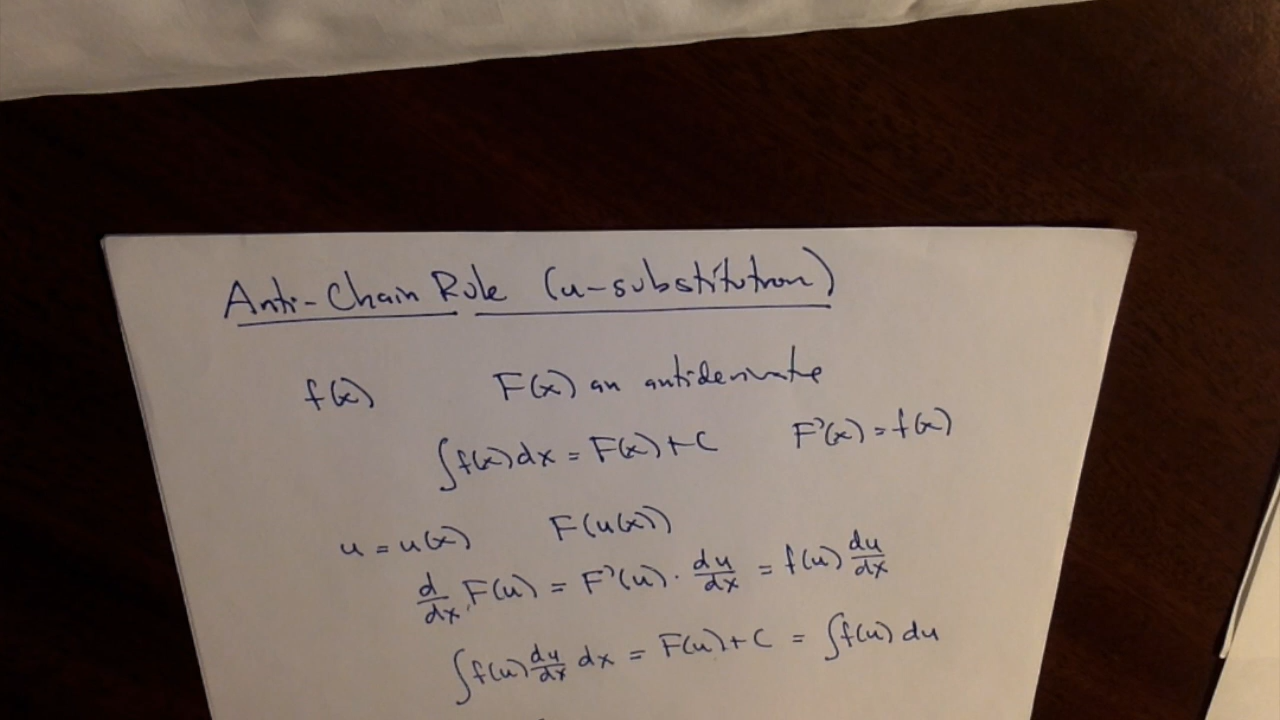 Anti-Chain Rule (u-substitution)
f(x) F(x) an antiderivative
∫f(x)dx = F(x)+C F'(x) = f(x)
u = u(x) F(u(x))
d/dx F(u) = F'(u) · du/dx = f(u) du/dx
∫f(u) du/dx dx = F(u)+C = ∫f(u) du